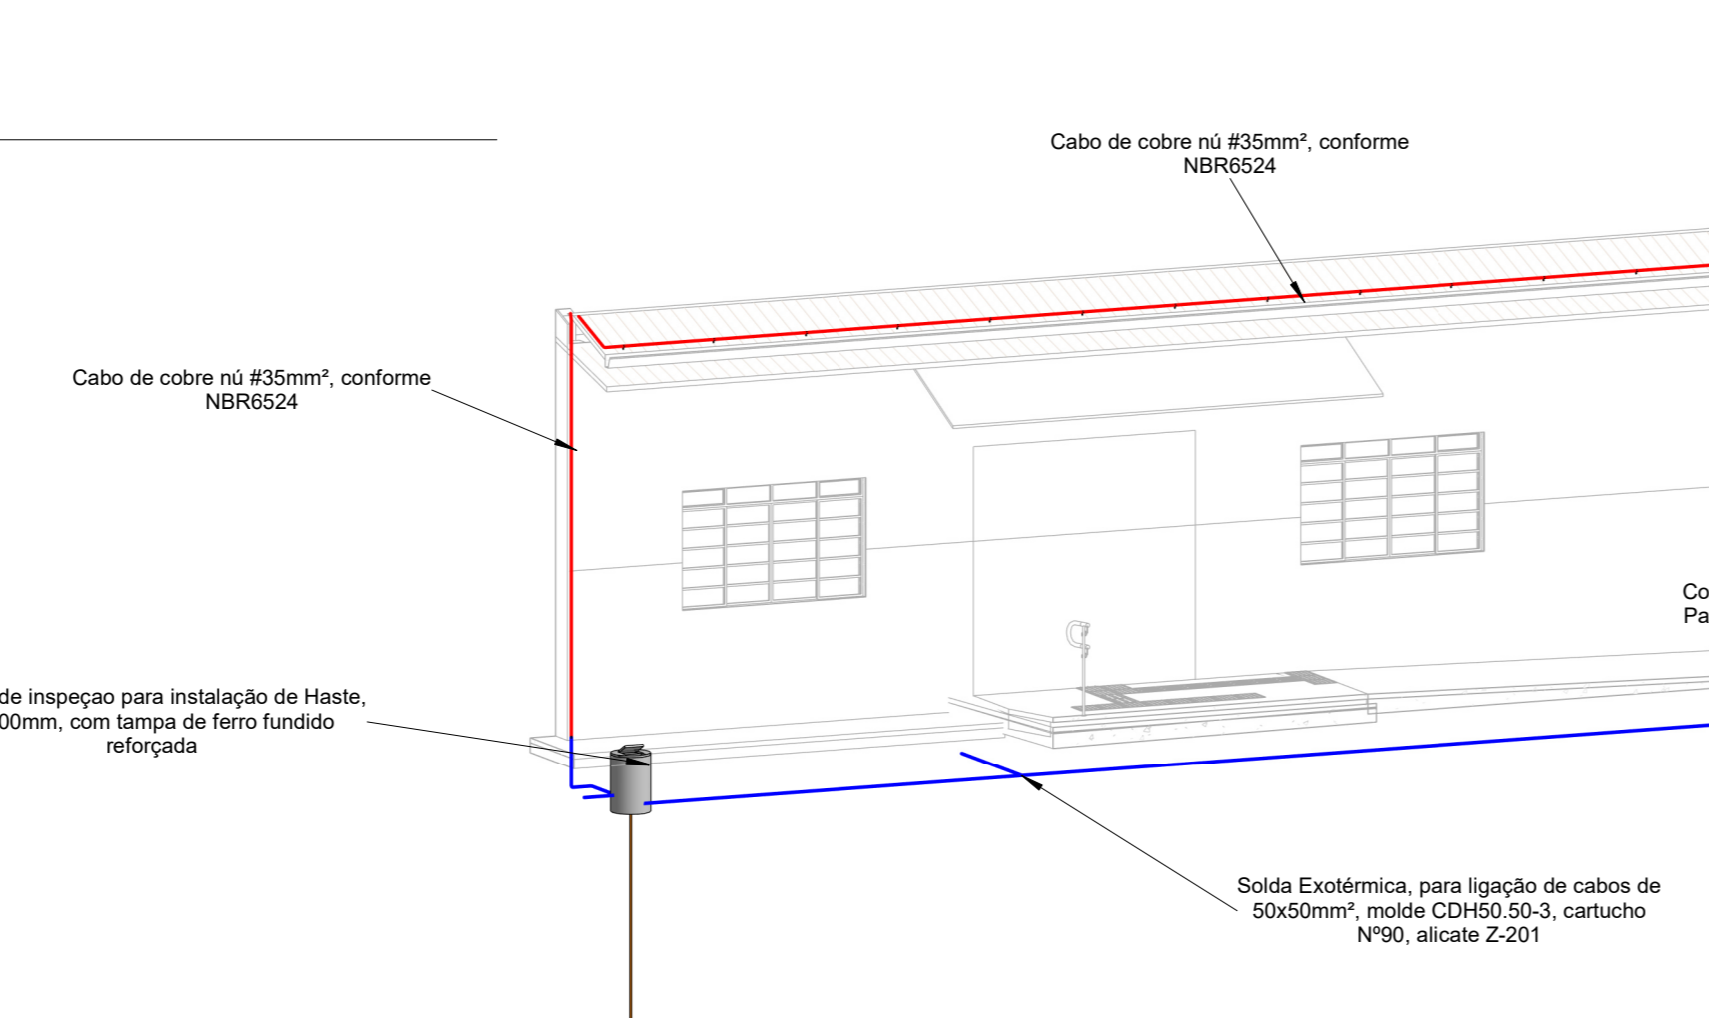 Cabo de cobre nú #35mm², conforme
NBR6524
Cabo de cobre nú #35mm², conforme
NBR6524
Co
Pa
de inspeçao para instalação de Haste,
00mm, com tampa de ferro fundido
reforçada
Solda Exotérmica, para ligação de cabos de
50x50mm², molde CDH50.50-3, cartucho
Nº90, alicate Z-201